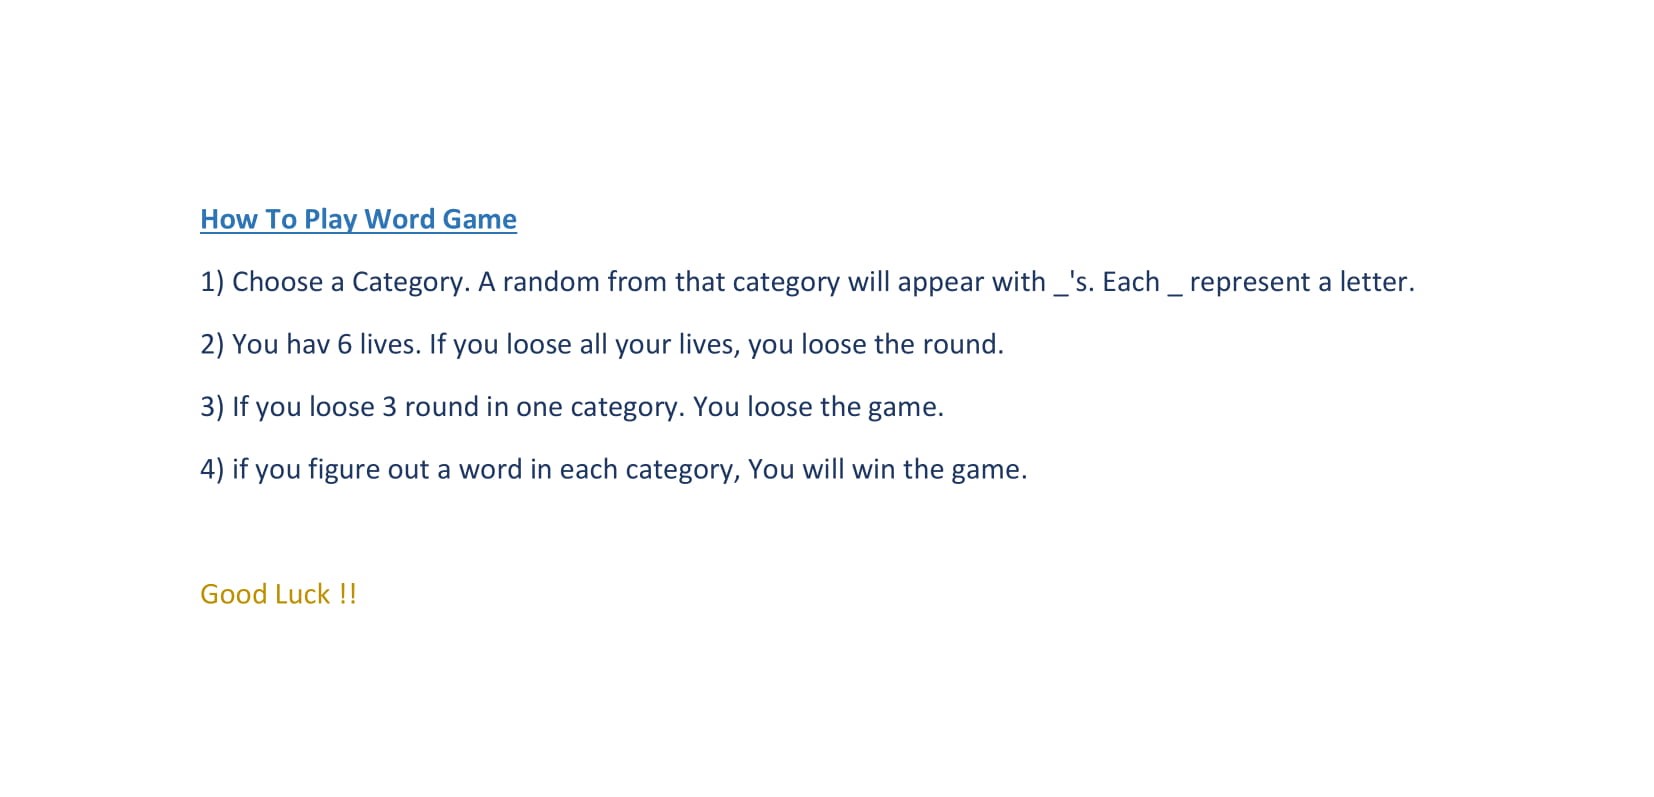 How To Play Word Game
1) Choose a Category. A random from that category will appear with _'s. Each _ represent a letter.
2) You hav 6 lives. If you loose all your lives, you loose the round.
3) If you loose 3 round in one category. You loose the game.
4) if you figure out a word in each category, You will win the game.
Good Luck !!